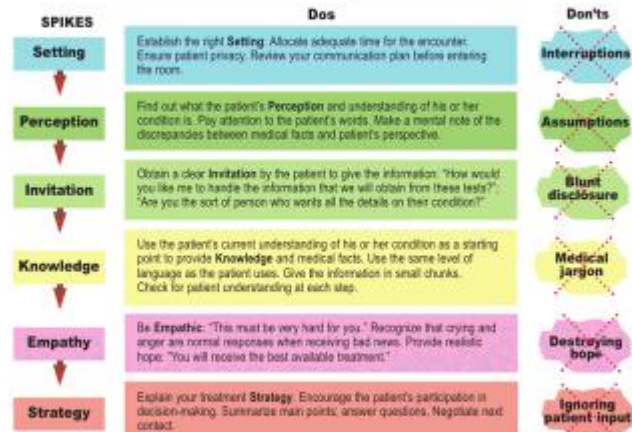 SPIKES
Dos
Don'ts
Setting
Establish the right Setting: Allocate adequate time for the encounter.
Ensure patient privacy. Review your communication plan before entering
the room.
Interruptions
Perception
Find out what the patient's Perception and understanding of his or her
condition is. Pay attention to the patient's words. Make a mental note of the
discrepancies between medical facts and patient's perspective.
Assumptions
Invitation
Obtain a clear Invitation by the patient to give the information: "How would
you like me to handle the information that we will obtain from these tests?";
"Are you the sort of person who wants all the details on their condition?"
Blunt
disclosure
Knowledge
Use the patient's current understanding of his or her condition as a starting
point to provide Knowledge and medical facts. Use the same level of
language as the patient uses. Give the information in small chunks.
Check for patient understanding at each step.
Medical
jargon
Empathy
Be Empathic: "This must be very hard for you." Recognize that crying and
anger are normal responses when receiving bad news. Provide realistic
hope: "You will receive the best available treatment."
Destroying
hope
Strategy
Explain your treatment Strategy. Encourage the patient's participation in
decision-making. Summarize main points; answer questions. Negotiate next
contact.
Ignoring
patient input